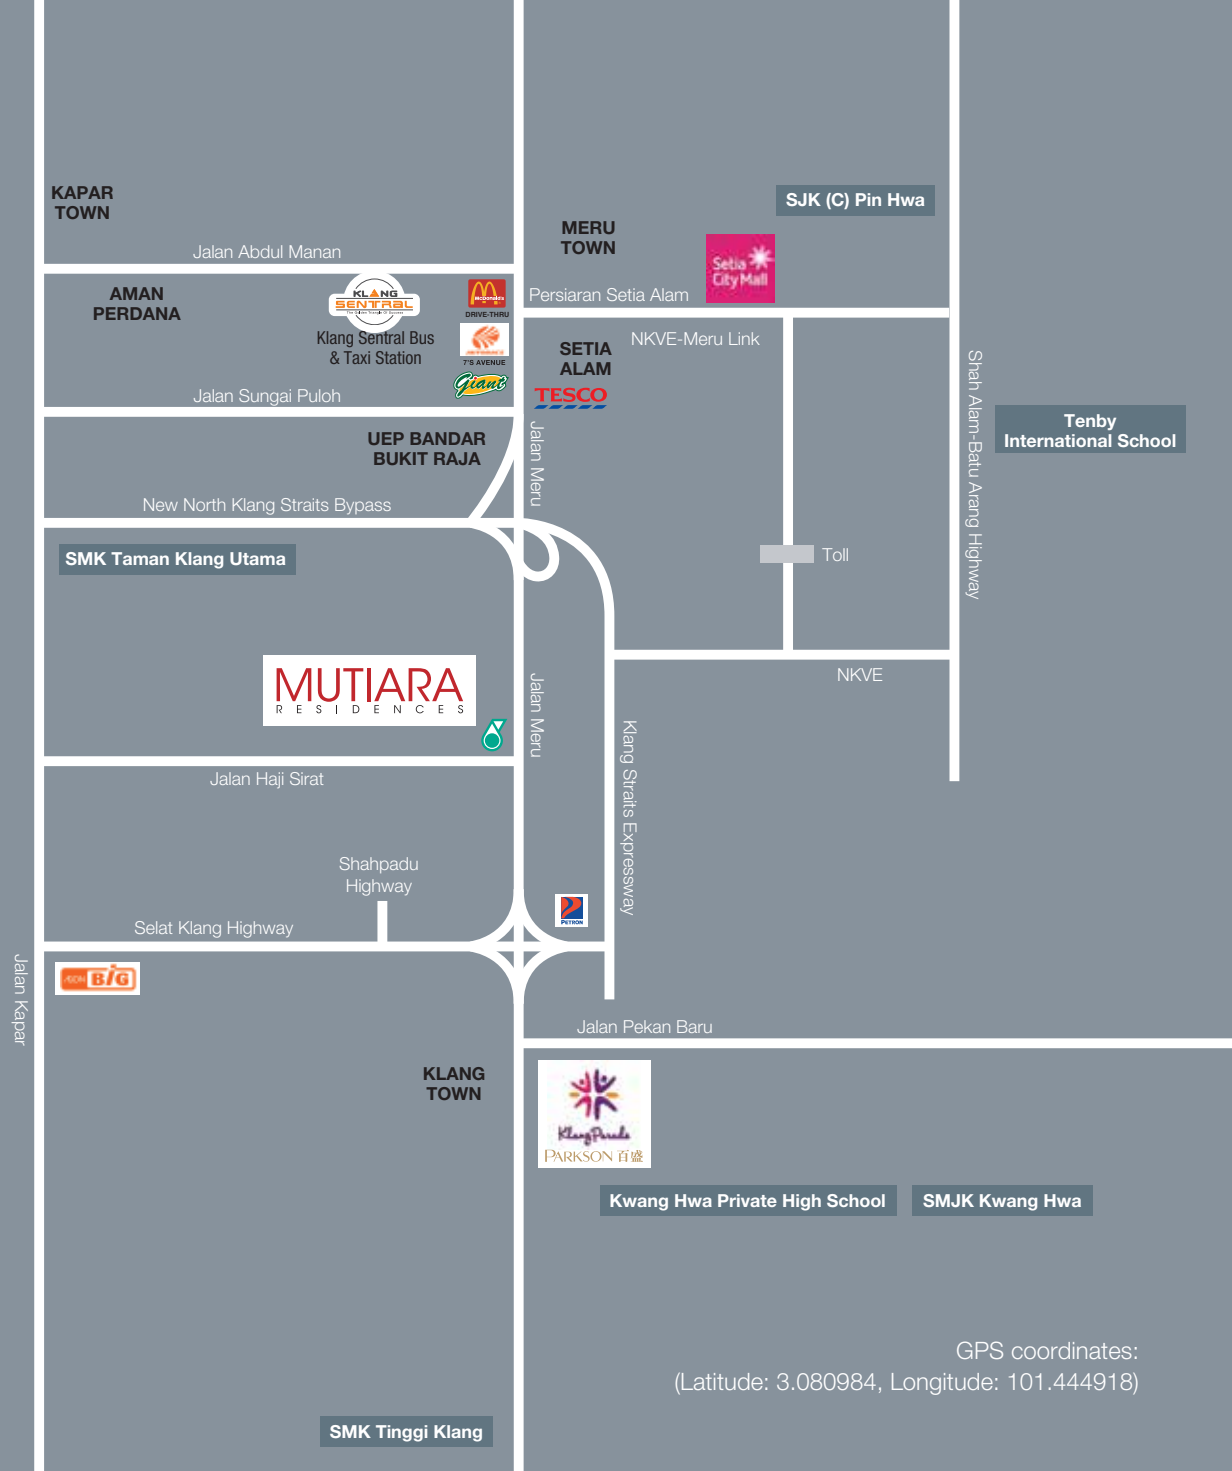 KAPAR
TOWN
SJK (C) Pin Hwa
MERU
TOWN
Setia
City Mall
Jalan Abdul Manan
AMAN
PERDANA
KLANG
SENTRAL
Klang Sentral Bus
& Taxi Station
McDonald's
DRIVE-THRU
7'S AVENUE
Giant
Persiaran Setia Alam
NKVE-Meru Link
SETIA
ALAM
TESCO
Jalan Sungai Puloh
UEP BANDAR
BUKIT RAJA
Jalan Meru
Shah Alam-Batu Arang Highway
Tenby
International School
New North Klang Straits Bypass
SMK Taman Klang Utama
Toll
MUTIARA
RESIDENCES
NKVE
Jalan Meru
Klang Straits Expressway
Jalan Haji Sirat
Shahpadu
Highway
Selat Klang Highway
PETRON
AEON BiG
Jalan Kapar
Jalan Pekan Baru
KLANG
TOWN
Klang Parade
PARKSON 百盛
Kwang Hwa Private High School
SMJK Kwang Hwa
GPS coordinates:
(Latitude: 3.080984, Longitude: 101.444918)
SMK Tinggi Klang